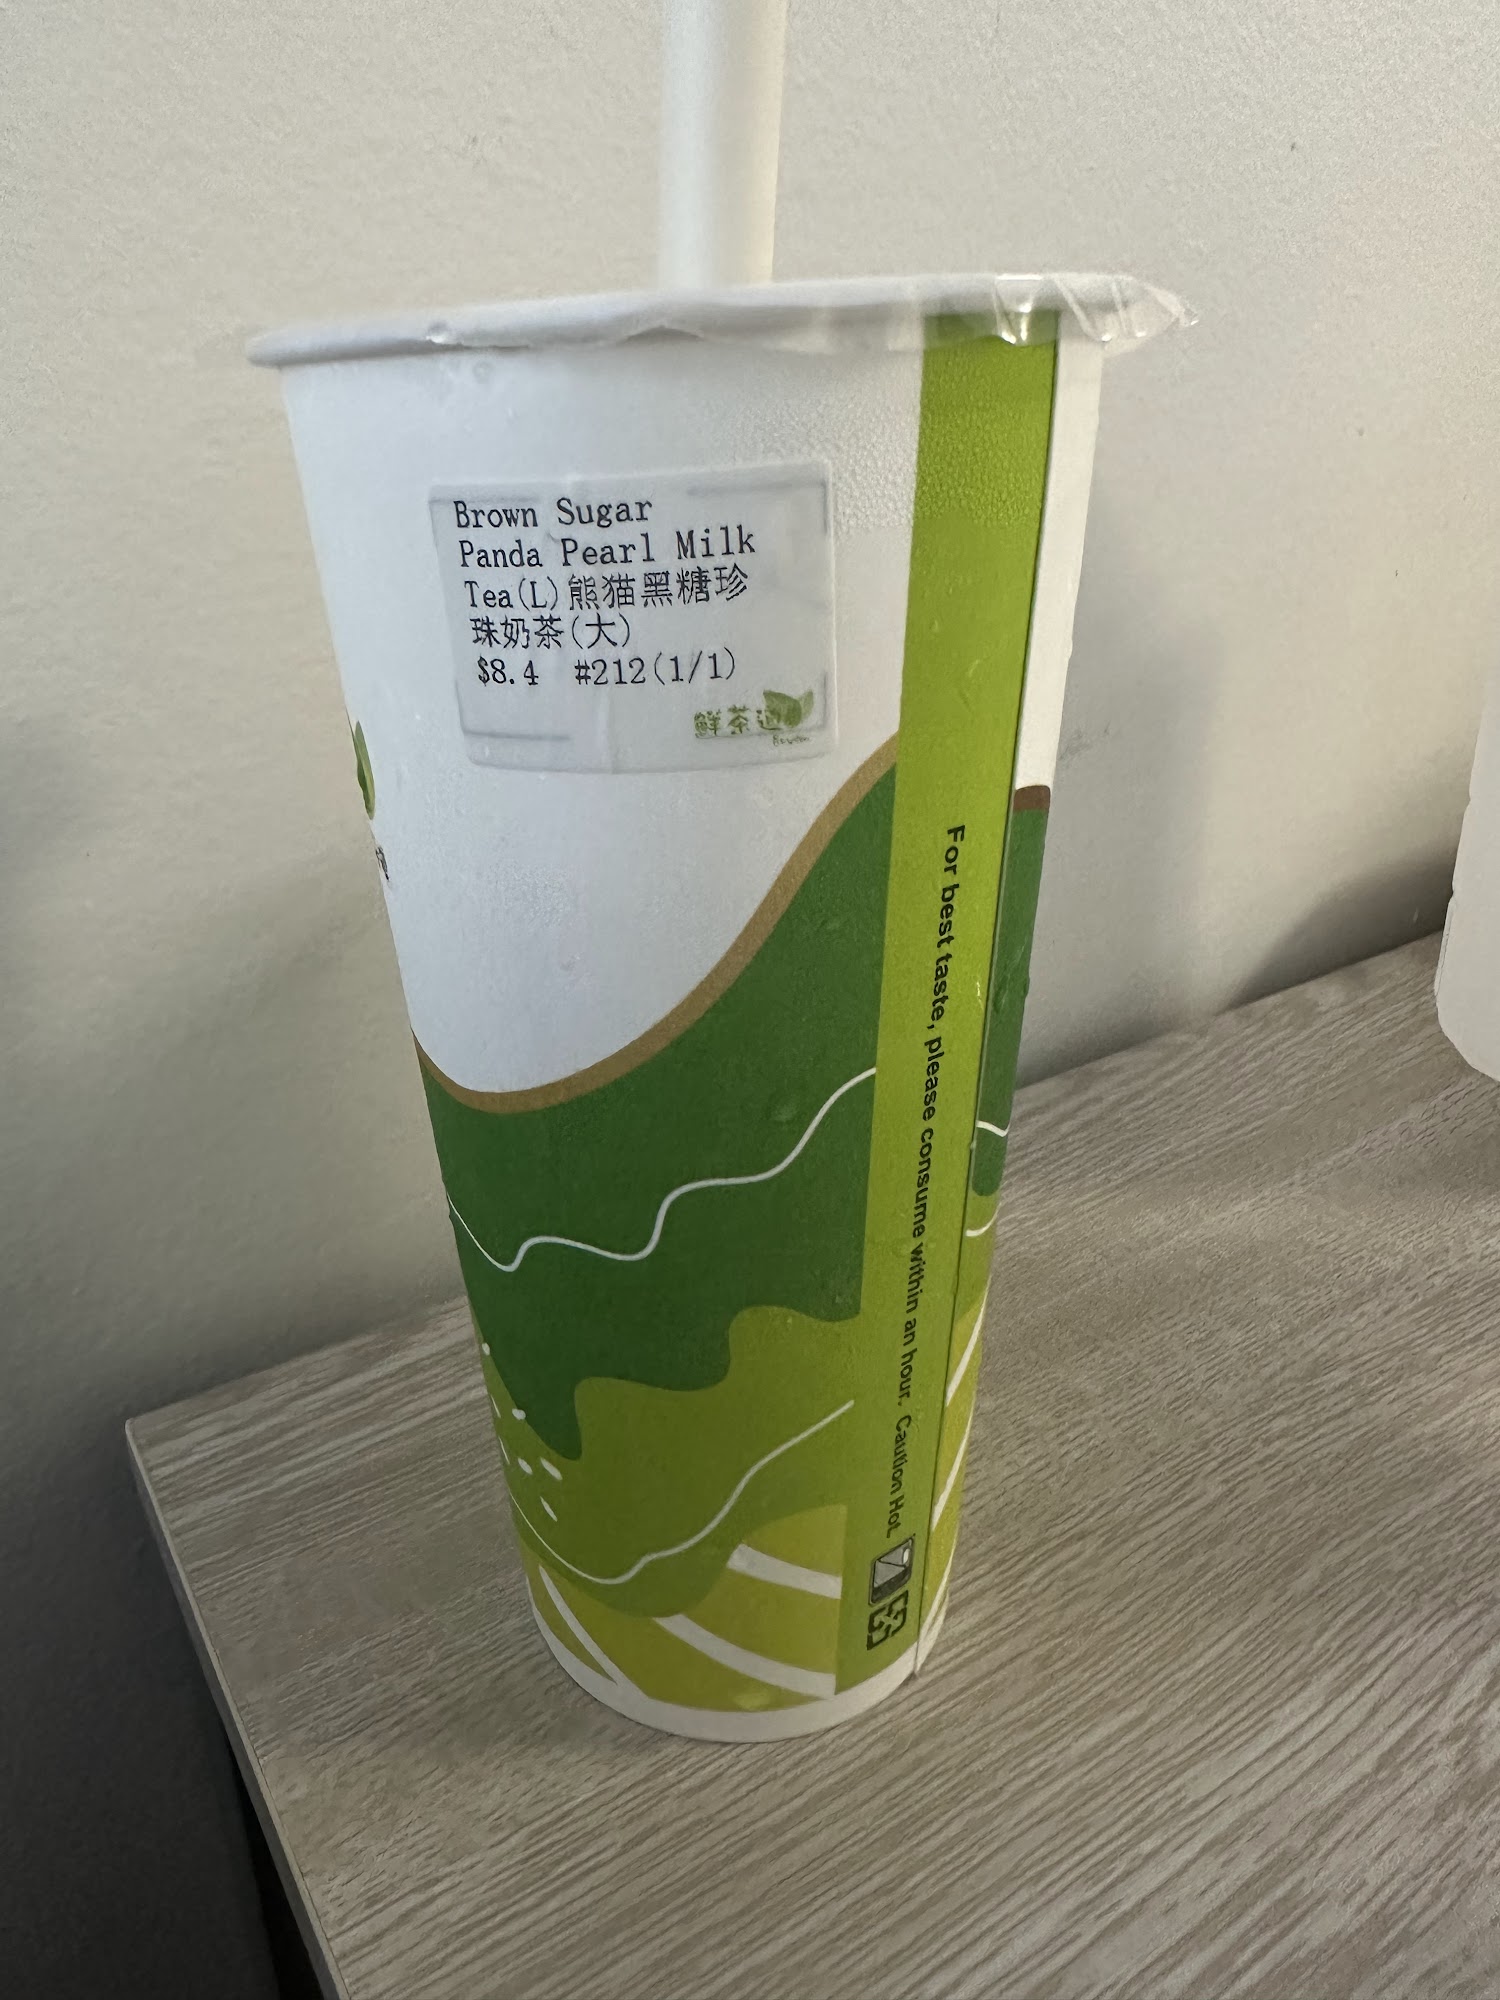 Brown Sugar
Panda Pearl Milk
Tea(L)熊猫黑糖珍
珠奶茶(大)
$8.4 #212(1/1)
鲜茶道
For best taste, please consume within an hour. Caution Hot.